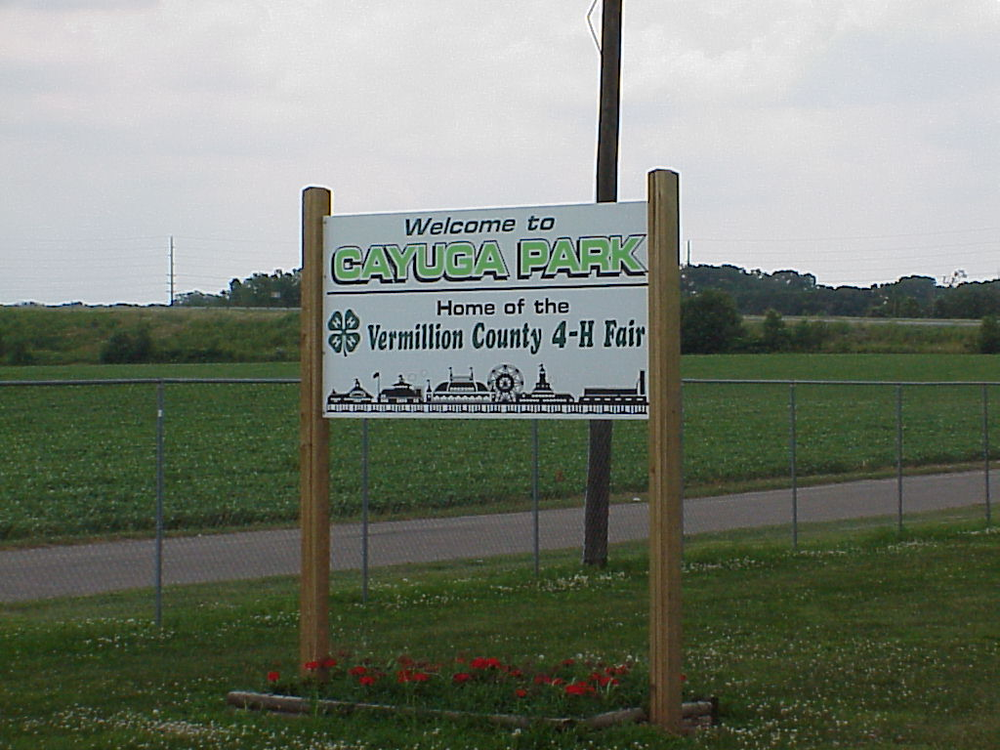 Welcome to
CAYUGA PARK
Home of the
Vermillion County 4-H Fair
H H
H H